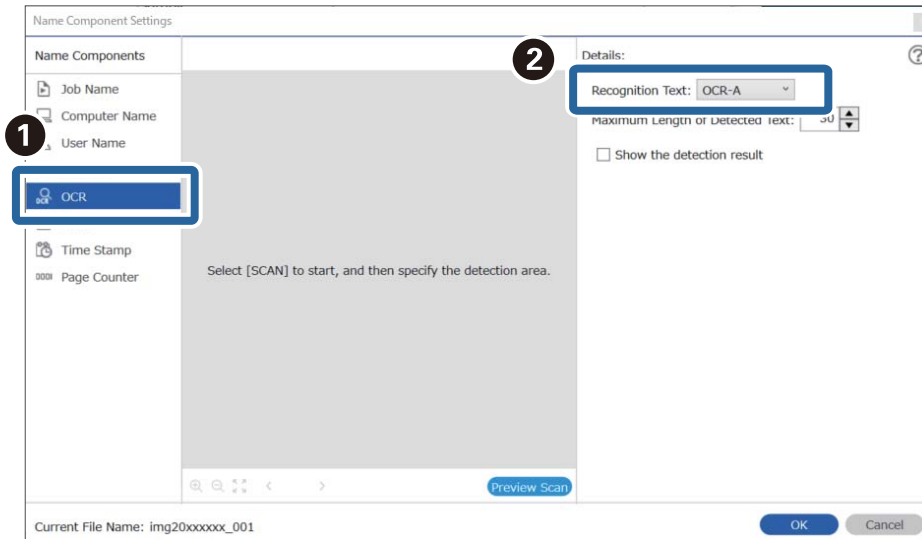 Name Component Settings
Name Components
Job Name
Computer Name
User Name
OCR
Time Stamp
Page Counter
1
2
Select [SCAN] to start, and then specify the detection area.
Preview Scan
Details:
Recognition Text: OCR-A
Maximum Length of Detected Text: 30
Show the detection result
Current File Name: img20xxxxxx_001
OK
Cancel